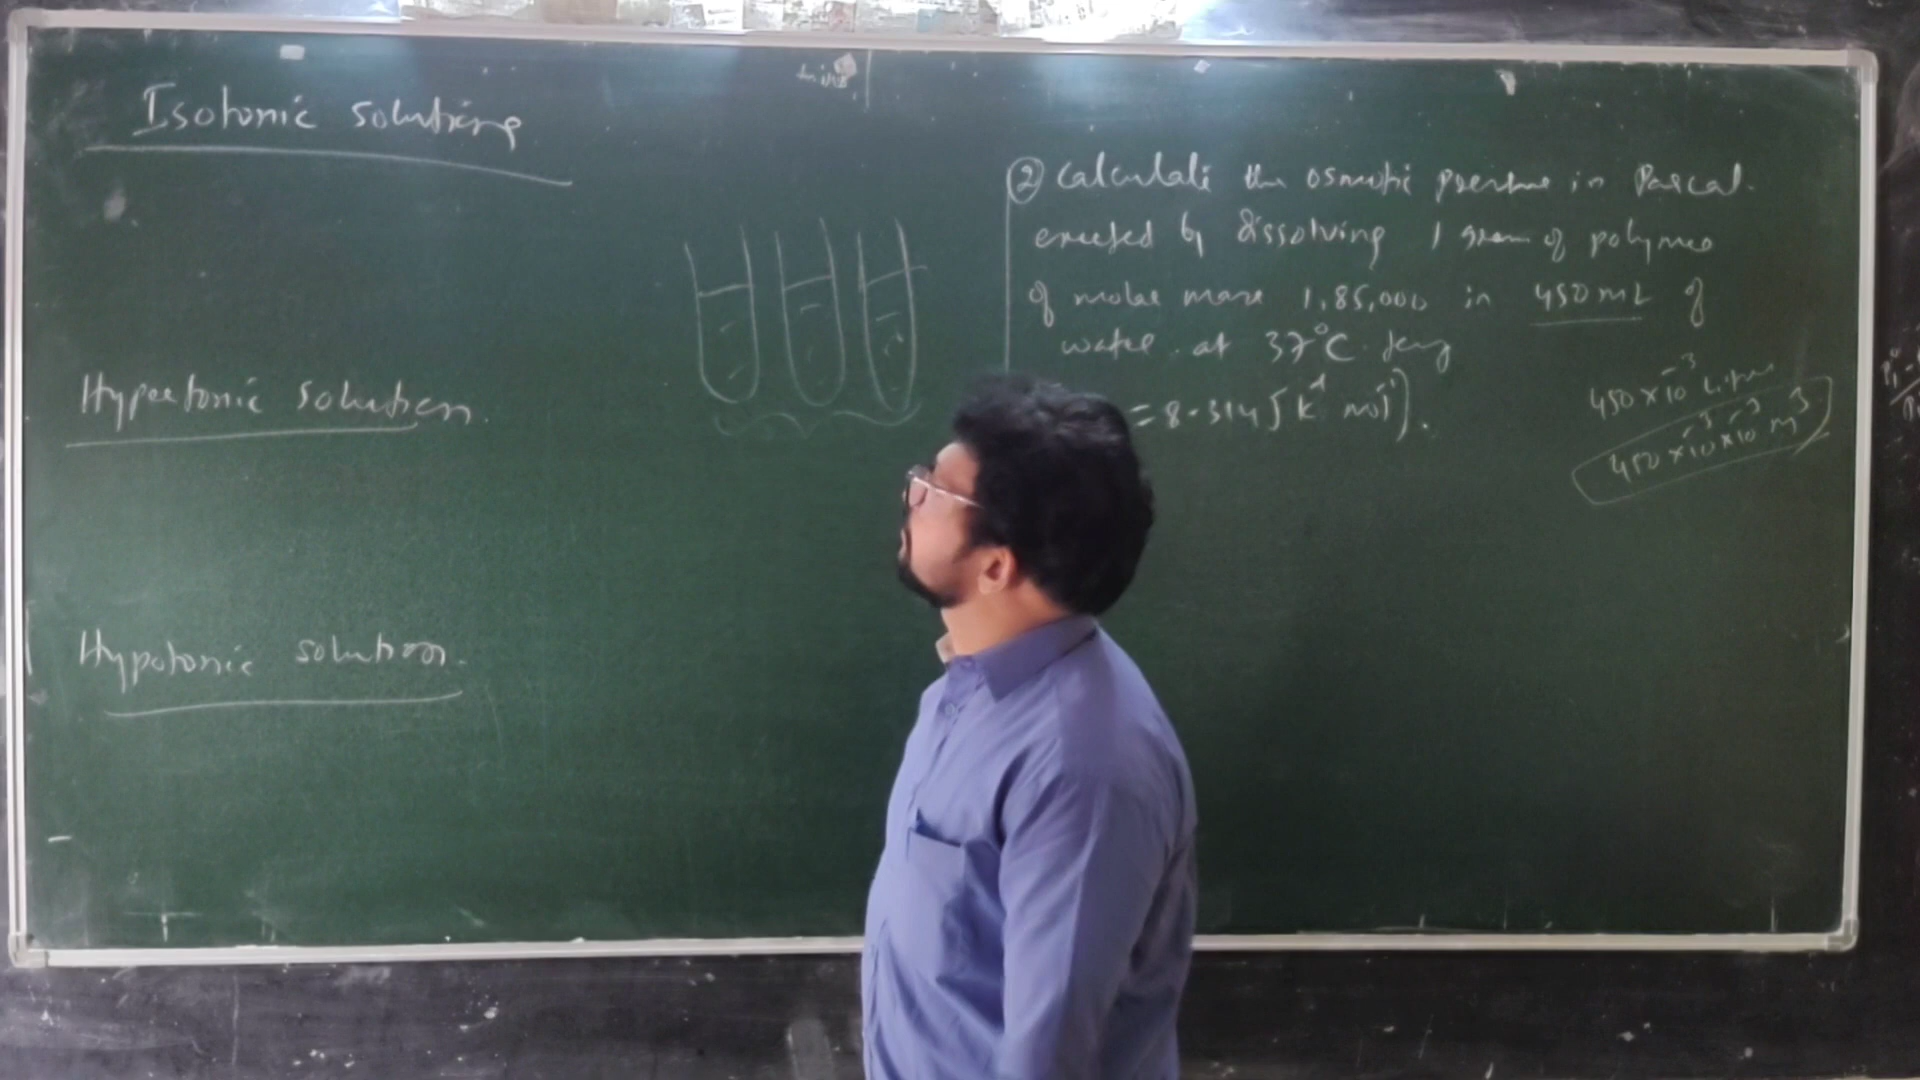 Isotonic solutions
Hypertonic solution.
Hypotonic solution.
② Calculate the osmotic pressure in Pascal.
exerted by dissolving 1 gram of polymer
of molar mass 1,85,000 in 450 mL of
water at 37°C.
= 8.314 J K⁻¹ mol⁻¹).
450 × 10⁻³ Litre
450 × 10⁻³ × 10⁻³ m³